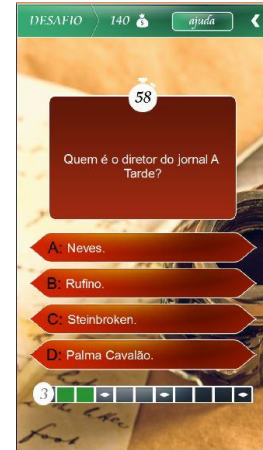 DESAFIO 140 ajuda
58
Quem é o diretor do jornal A
Tarde?
A: Neves.
B: Rufino.
C: Steinbroken.
D: Palma Cavalão.
3